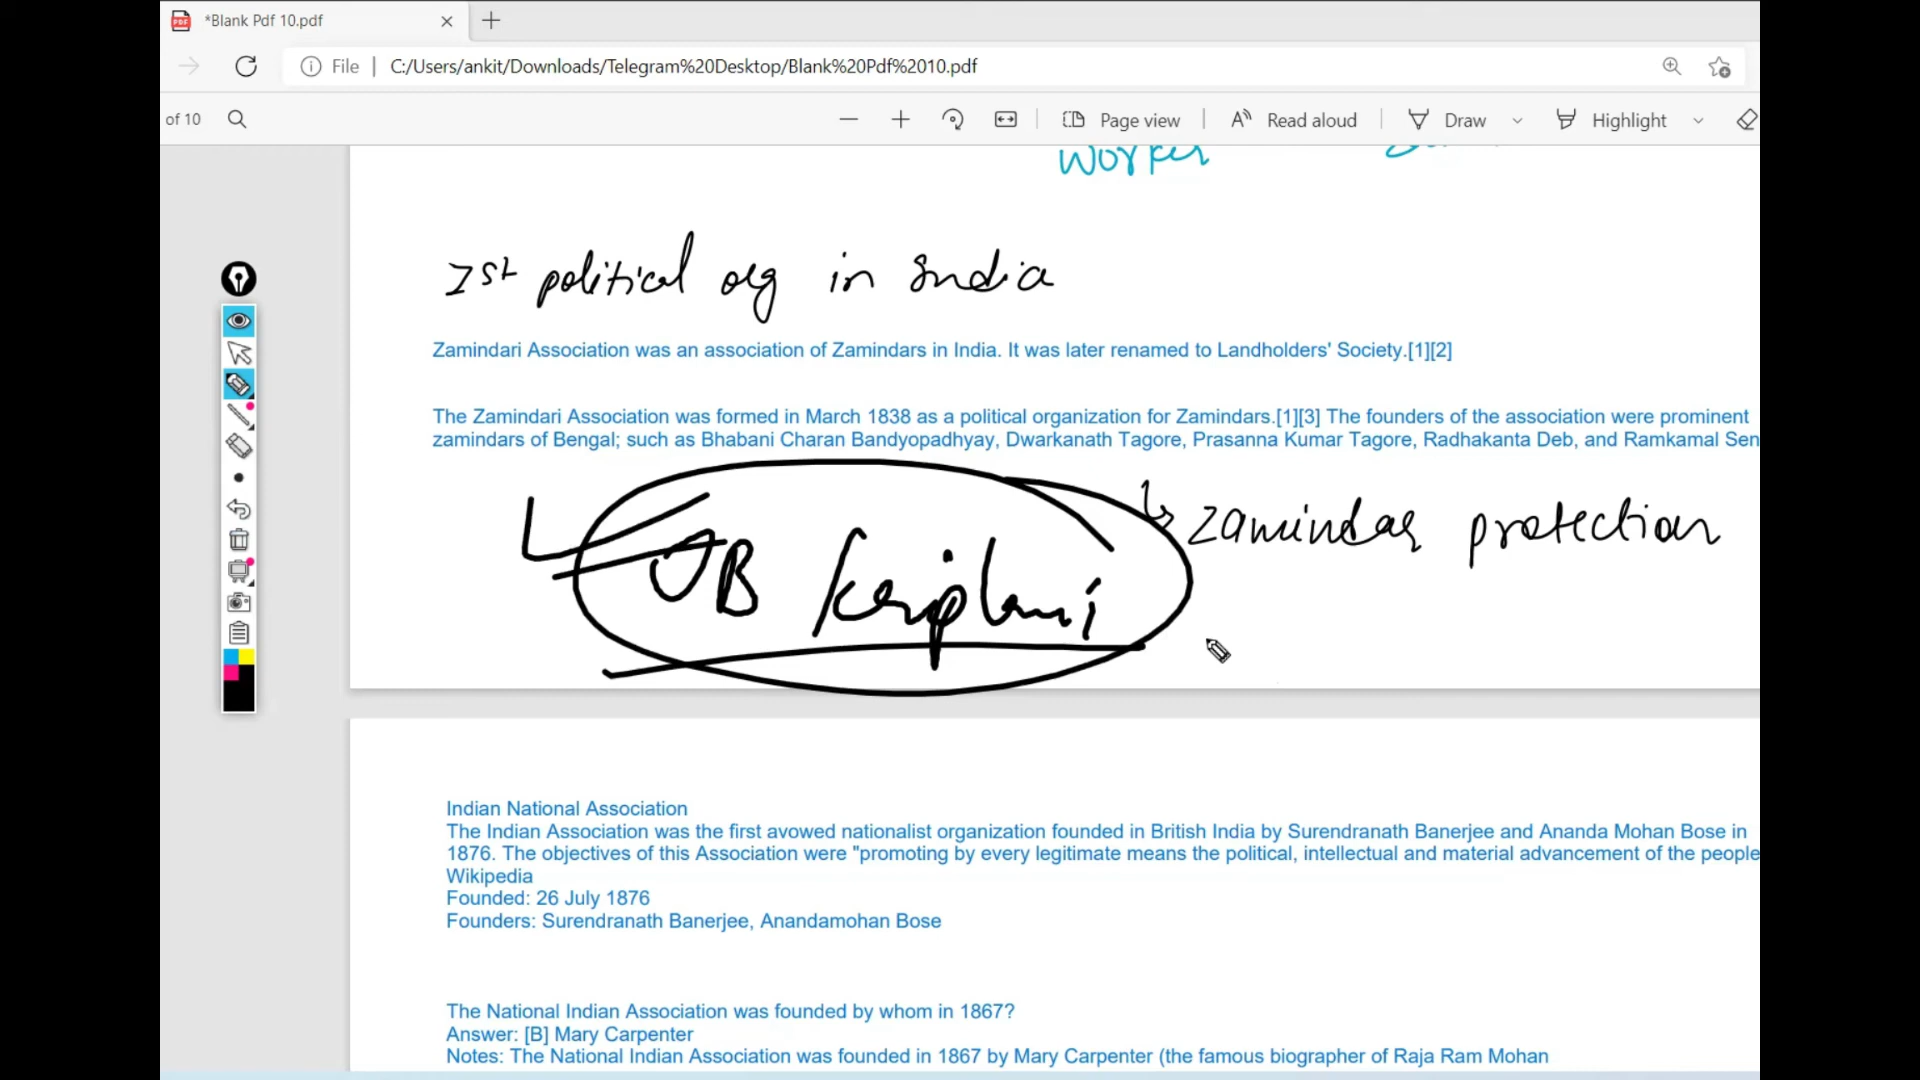 *Blank Pdf 10.pdf
File | C:/Users/ankit/Downloads/Telegram%20Desktop/Blank%20Pdf%2010.pdf
of 10
Page view
Read aloud
Draw
Highlight
Worker
Ist political org in India
Zamindari Association was an association of Zamindars in India. It was later renamed to Landholders' Society.[1][2]
The Zamindari Association was formed in March 1838 as a political organization for Zamindars.[1][3] The founders of the association were prominent
zamindars of Bengal; such as Bhabani Charan Bandyopadhyay, Dwarkanath Tagore, Prasanna Kumar Tagore, Radhakanta Deb, and Ramkamal Sen
Zamindar protection
JB Kriplani
Indian National Association
The Indian Association was the first avowed nationalist organization founded in British India by Surendranath Banerjee and Ananda Mohan Bose in
1876. The objectives of this Association were "promoting by every legitimate means the political, intellectual and material advancement of the people
Wikipedia
Founded: 26 July 1876
Founders: Surendranath Banerjee, Anandamohan Bose
The National Indian Association was founded by whom in 1867?
Answer: [B] Mary Carpenter
Notes: The National Indian Association was founded in 1867 by Mary Carpenter (the famous biographer of Raja Ram Mohan